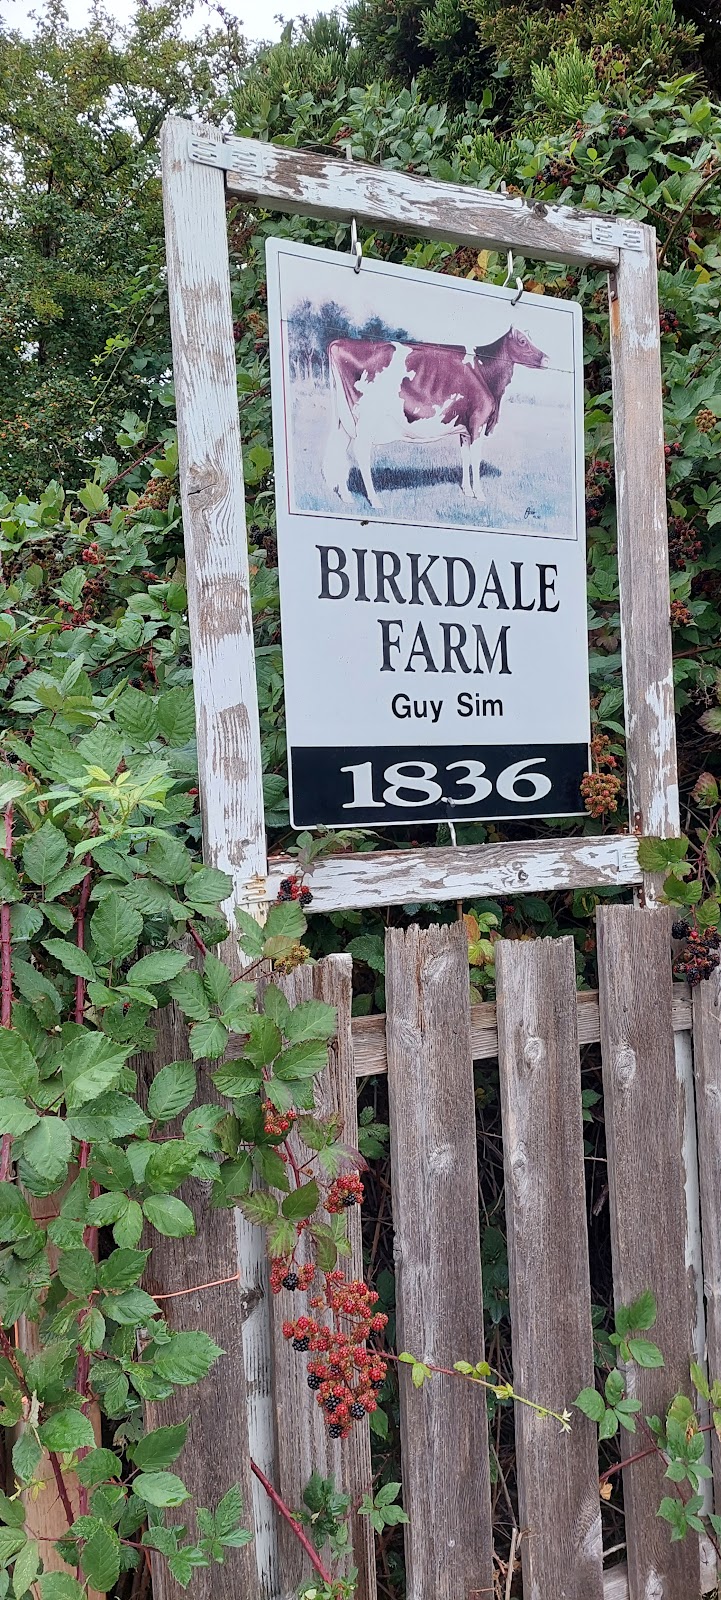 BIRKDALE
FARM
Guy Sim
1836